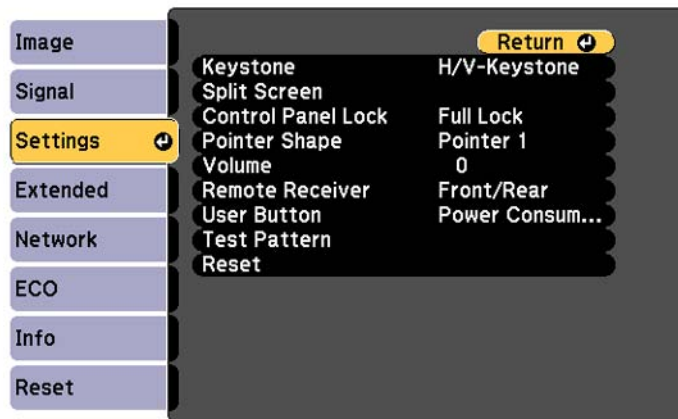 Image
Signal
Settings
Extended
Network
ECO
Info
Reset
Return
Keystone H/V-Keystone
Split Screen
Control Panel Lock Full Lock
Pointer Shape Pointer 1
Volume 0
Remote Receiver Front/Rear
User Button Power Consum...
Test Pattern
Reset